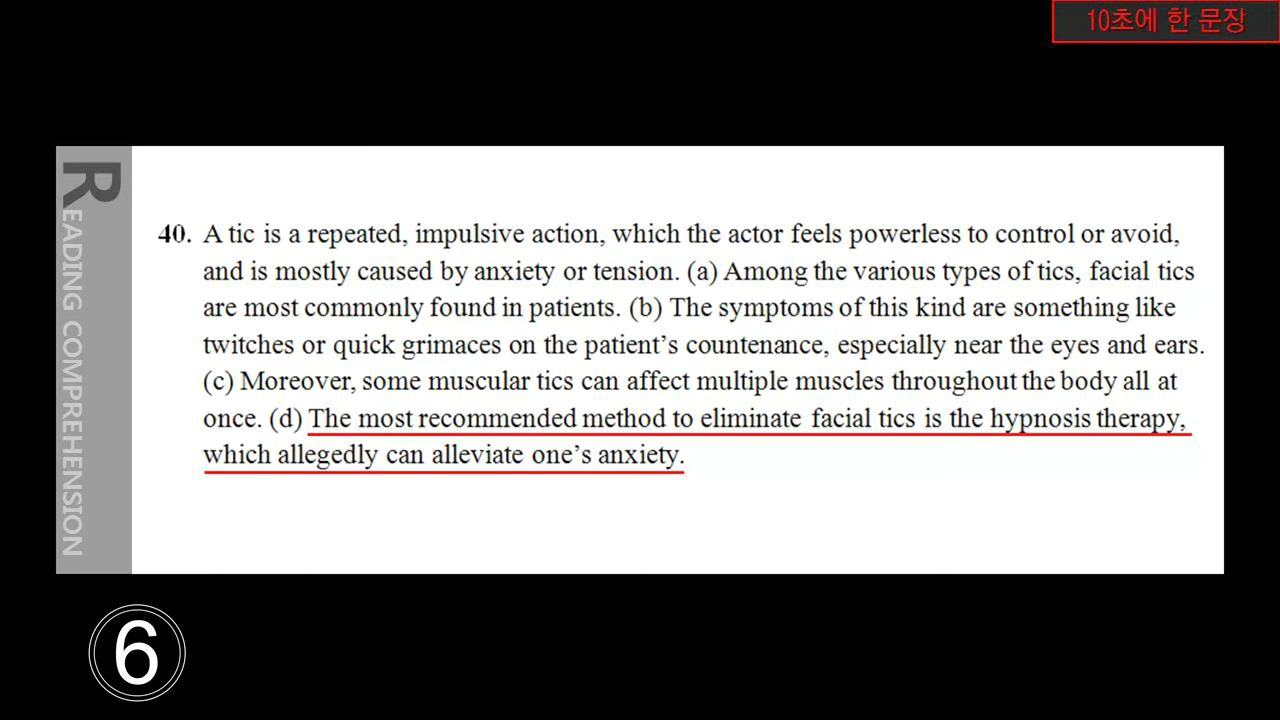 10초에 한 문장
READING COMPREHENSION
40. A tic is a repeated, impulsive action, which the actor feels powerless to control or avoid,
and is mostly caused by anxiety or tension. (a) Among the various types of tics, facial tics
are most commonly found in patients. (b) The symptoms of this kind are something like
twitches or quick grimaces on the patient's countenance, especially near the eyes and ears.
(c) Moreover, some muscular tics can affect multiple muscles throughout the body all at
once. (d) The most recommended method to eliminate facial tics is the hypnosis therapy,
which allegedly can alleviate one's anxiety.
6